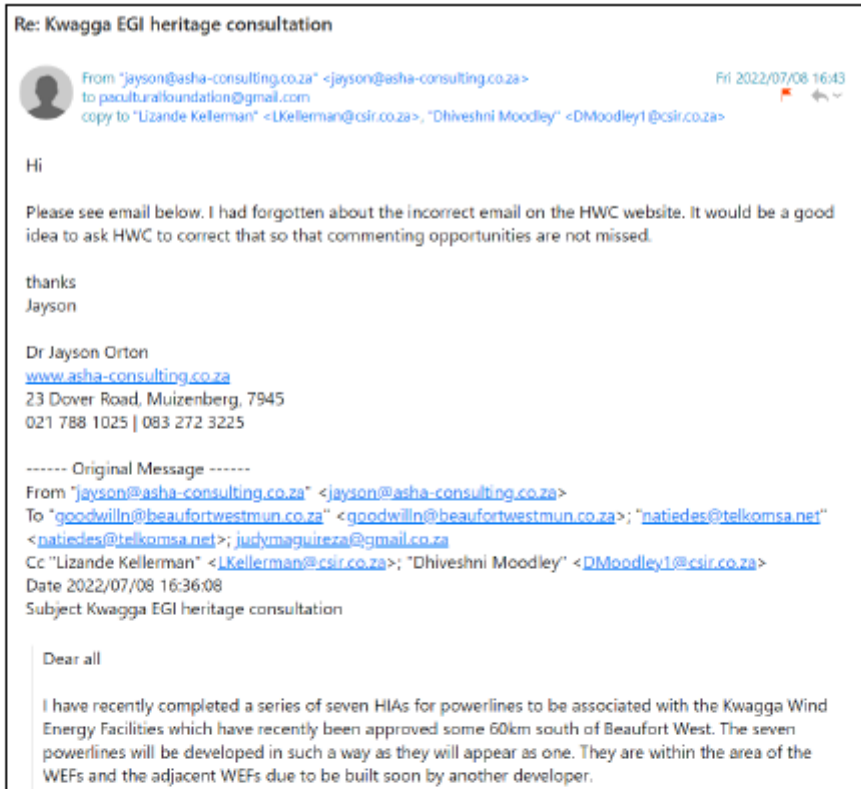 Re: Kwagga EGI heritage consultation
From "jayson@asha-consulting.co.za" <jayson@asha-consulting.co.za>
Fri 2022/07/08 16:43
to paculturalfoundation@gmail.com
copy to "Lizande Kellerman" <LKellerman@csir.co.za>, "Dhiveshni Moodley" <DMoodley1@csir.co.za>
Hi
Please see email below. I had forgotten about the incorrect email on the HWC website. It would be a good
idea to ask HWC to correct that so that commenting opportunities are not missed.
thanks
Jayson
Dr Jayson Orton
www.asha-consulting.co.za
23 Dover Road, Muizenberg, 7945
021 788 1025 | 083 272 3225
------ Original Message ------
From "jayson@asha-consulting.co.za" <jayson@asha-consulting.co.za>
To "goodwilln@beaufortwestmun.co.za" <goodwilln@beaufortwestmun.co.za>; "natiedes@telkomsa.net"
<natiedes@telkomsa.net>; judymaguireza@gmail.co.za
Cc "Lizande Kellerman" <LKellerman@csir.co.za>; "Dhiveshni Moodley" <DMoodley1@csir.co.za>
Date 2022/07/08 16:36:08
Subject Kwagga EGI heritage consultation
Dear all
I have recently completed a series of seven HIAs for powerlines to be associated with the Kwagga Wind
Energy Facilities which have recently been approved some 60km south of Beaufort West. The seven
powerlines will be developed in such a way as they will appear as one. They are within the area of the
WEFs and the adjacent WEFs due to be built soon by another developer.